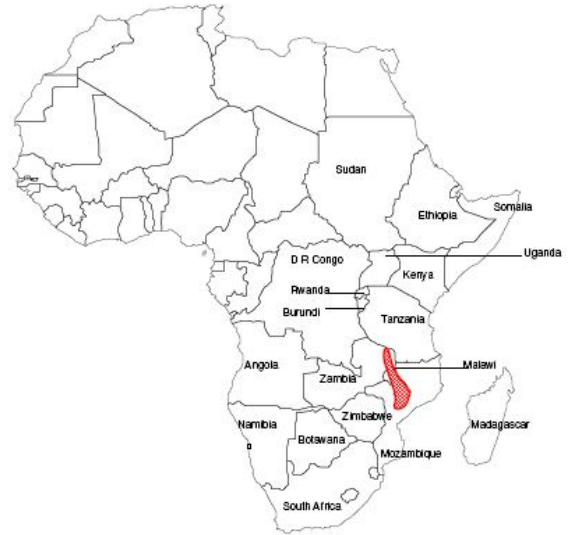 Sudan
Somalia
Ethiopia
Uganda
D R Congo
Kenya
Rwanda
Burundi
Tanzania
Angola
Malawi
Zambia
Zimbabwe
Namibia
Madagascar
Botswana
Mozambique
South Africa